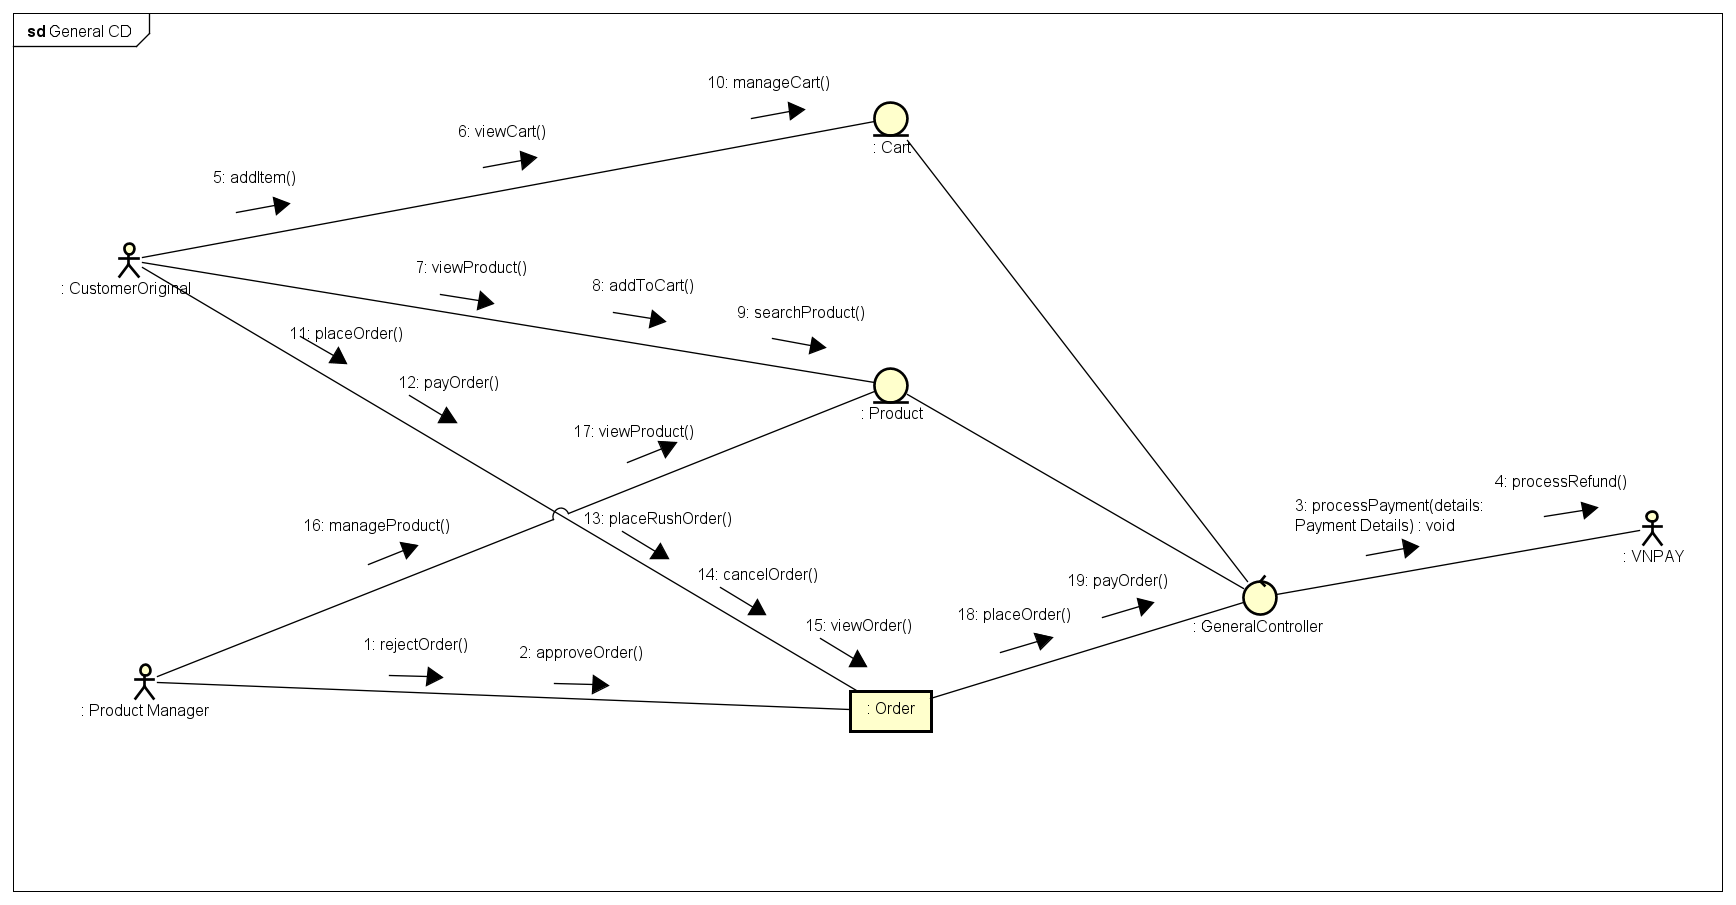 sd General CD
10: manageCart()
6: viewCart()
: Cart
5: addItem()
: CustomerOriginal
7: viewProduct()
8: addToCart()
9: searchProduct()
11: placeOrder()
12: payOrder()
: Product
17: viewProduct()
4: processRefund()
3: processPayment(details:
Payment Details) : void
16: manageProduct()
13: placeRushOrder()
: VNPAY
14: cancelOrder()
19: payOrder()
18: placeOrder()
15: viewOrder()
: GeneralController
1: rejectOrder()
2: approveOrder()
: Product Manager
: Order